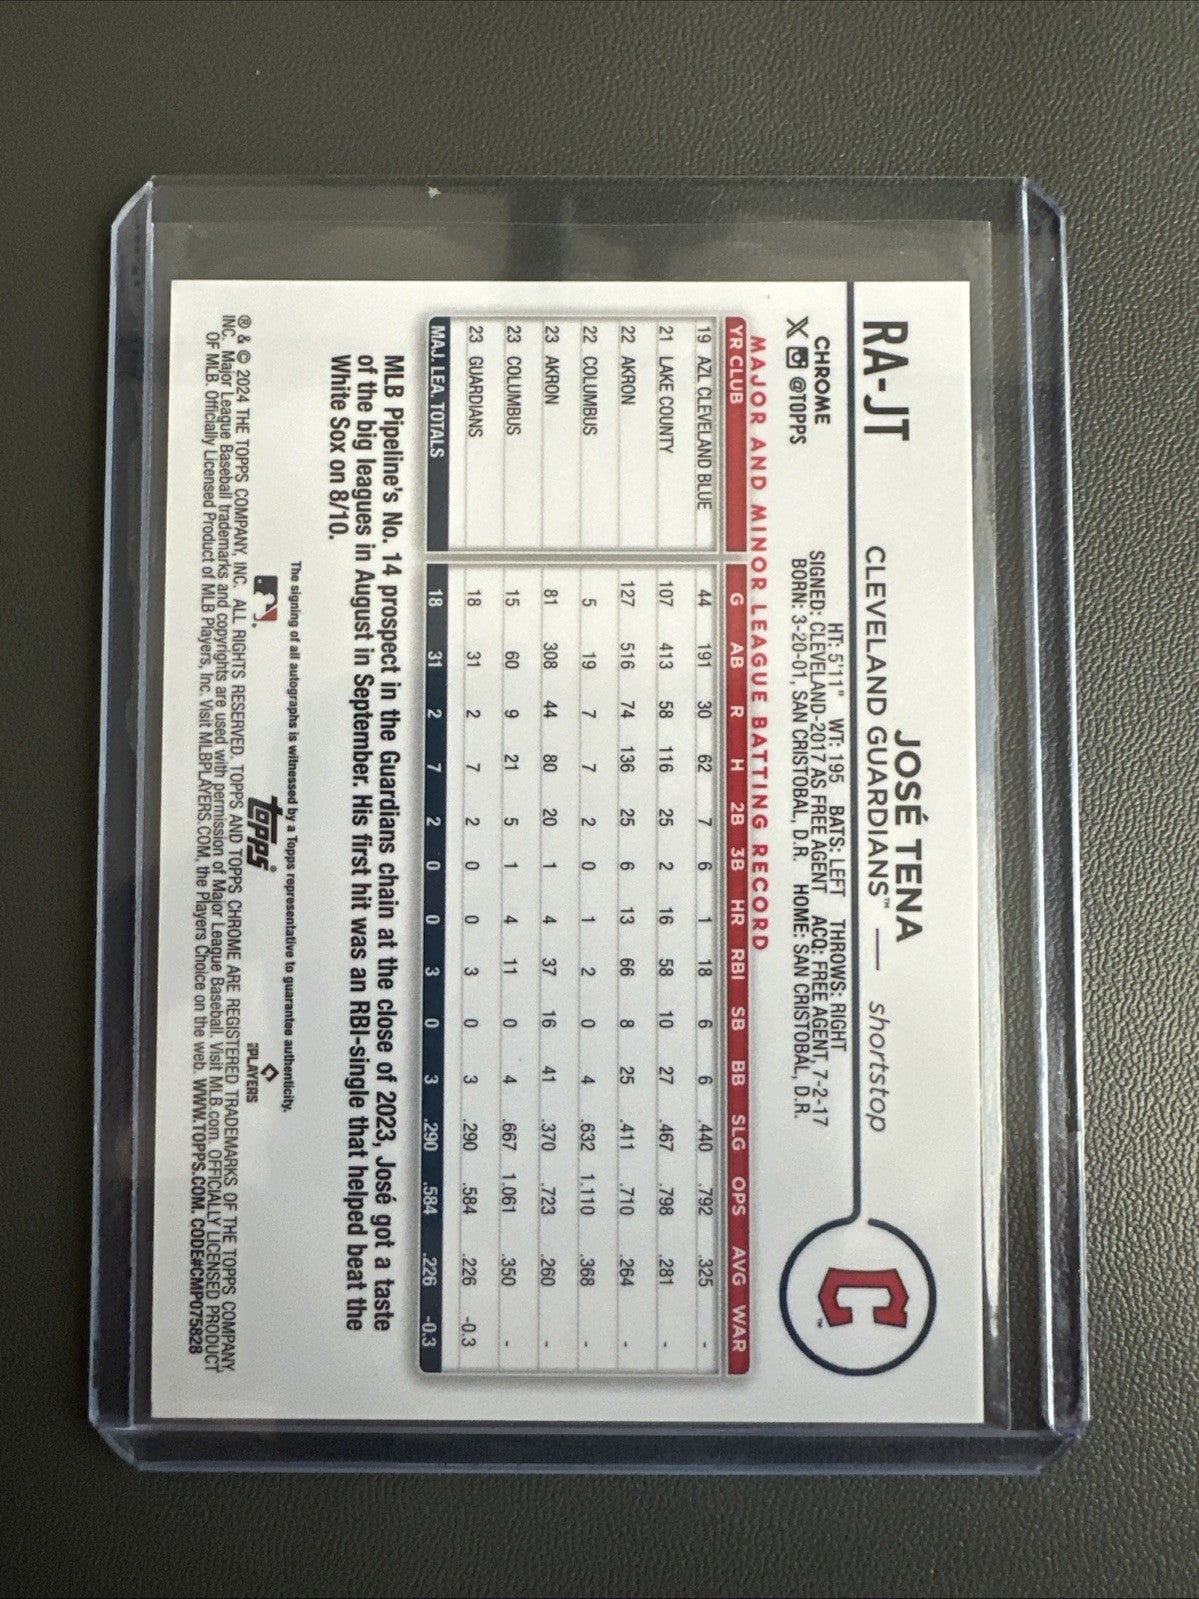 RA-JT
JOSÉ TENA
CLEVELAND GUARDIANS™ — shortstop
CHROME
X @TOPPS
HT: 5'11" WT: 195 BATS: LEFT THROWS: RIGHT
SIGNED: CLEVELAND-2017 AS FREE AGENT ACQ: FREE AGENT, 7-2-17
BORN: 3-20-01, SAN CRISTOBAL, D.R. HOME: SAN CRISTOBAL, D.R.
C™
MAJOR AND MINOR LEAGUE BATTING RECORD
YR CLUB G AB R H 2B 3B HR RBI SB BB SLG OPS AVG WAR
19 AZL CLEVELAND BLUE 44 191 30 62 7 6 1 18 6 6 .440 .792 .325 -
21 LAKE COUNTY 107 413 58 116 25 2 16 58 10 27 .467 .798 .281 -
22 AKRON 127 516 74 136 25 6 13 66 8 25 .411 .710 .264 -
22 COLUMBUS 5 19 7 7 2 0 1 2 0 4 .632 1.110 .368 -
23 AKRON 81 308 44 80 20 1 4 37 16 41 .370 .723 .260 -
23 COLUMBUS 15 60 9 21 5 1 4 11 0 4 .667 1.061 .350 -
23 GUARDIANS 18 31 2 7 2 0 0 3 0 3 .290 .584 .226 -0.3
MAJ. LEA. TOTALS 18 31 2 7 2 0 0 3 0 3 .290 .584 .226 -0.3
MLB Pipeline's No. 14 prospect in the Guardians chain at the close of 2023, José got a taste
of the big leagues in August in September. His first hit was an RBI-single that helped beat the
White Sox on 8/10.
The signing of all autographs is witnessed by a Topps representative to guarantee authenticity.
topps®
PLAYERS
® & © 2024 THE TOPPS COMPANY, INC. ALL RIGHTS RESERVED. TOPPS AND TOPPS CHROME ARE REGISTERED TRADEMARKS OF THE TOPPS COMPANY,
INC. Major League Baseball trademarks and copyrights are used with permission of Major League Baseball. Visit MLB.com. OFFICIALLY LICENSED PRODUCT
OF MLB. Officially Licensed Product of MLB Players, Inc. Visit MLBPLAYERS.COM, the Players Choice on the web. WWW.TOPPS.COM. CODE#CMP075828